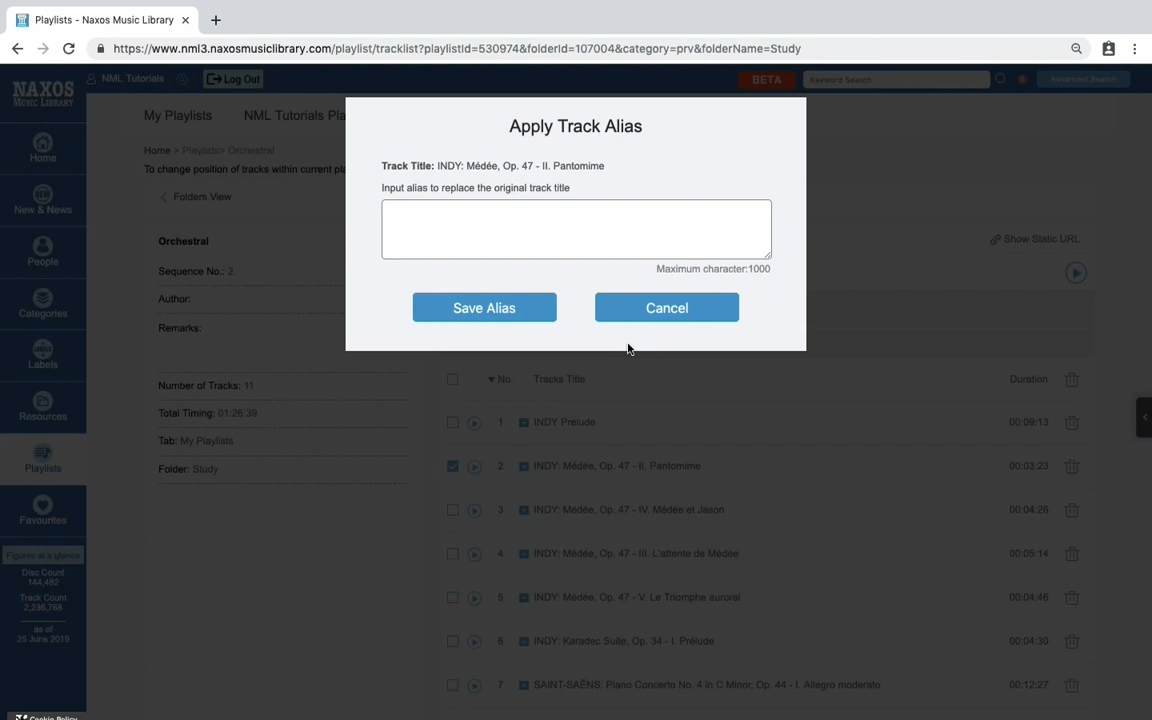 Playlists - Naxos Music Library
https://www.nml3.naxosmusiclibrary.com/playlist/tracklist?playlistId=530974&folderId=107004&category=prv&folderName=Study
NAXOS
MUSIC LIBRARY
NML Tutorials
Log Out
BETA
Keyword Search
Advanced Search
Home
New & News
People
Categories
Labels
Resources
Playlists
Favourites
Figures at a glance
Disc Count
144,482
Track Count
2,236,768
as of
25 June 2019
Cookie Policy
My Playlists
NML Tutorials Pla
Home > Playlists> Orchestral
To change position of tracks within current pla
Folders View
Orchestral
Sequence No.: 2
Author:
Remarks:
Number of Tracks: 11
Total Timing: 01:26:39
Tab: My Playlists
Folder: Study
Show Static URL
Apply Track Alias
Track Title: INDY: Médée, Op. 47 - II. Pantomime
Input alias to replace the original track title
Maximum character:1000
Save Alias
Cancel
No. Tracks Title Duration
1 INDY Prelude 00:09:13
2 INDY: Médée, Op. 47 - II. Pantomime 00:03:23
3 INDY: Médée, Op. 47 - IV. Médée et Jason 00:04:26
4 INDY: Médée, Op. 47 - III. L'attente de Médée 00:05:14
5 INDY: Médée, Op. 47 - V. Le Triomphe auroral 00:04:46
6 INDY: Karadec Suite, Op. 34 - I. Prélude 00:04:30
7 SAINT-SAËNS: Piano Concerto No. 4 in C Minor, Op. 44 - I. Allegro moderato 00:12:27